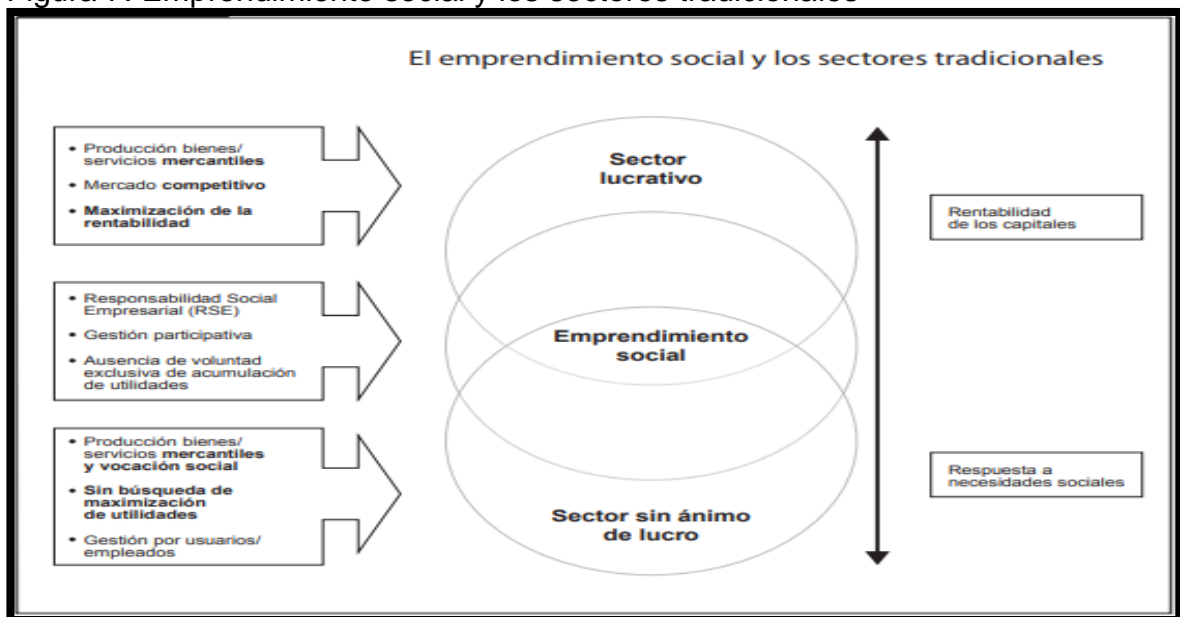 El emprendimiento social y los sectores tradicionales
• Producción bienes/
servicios mercantiles
• Mercado competitivo
• Maximización de la
rentabilidad
Sector
lucrativo
Rentabilidad
de los capitales
• Responsabilidad Social
Empresarial (RSE)
• Gestión participativa
• Ausencia de voluntad
exclusiva de acumulación
de utilidades
Emprendimiento
social
• Producción bienes/
servicios mercantiles
y vocación social
• Sin búsqueda de
maximización
de utilidades
• Gestión por usuarios/
empleados
Sector sin ánimo
de lucro
Respuesta a
necesidades sociales